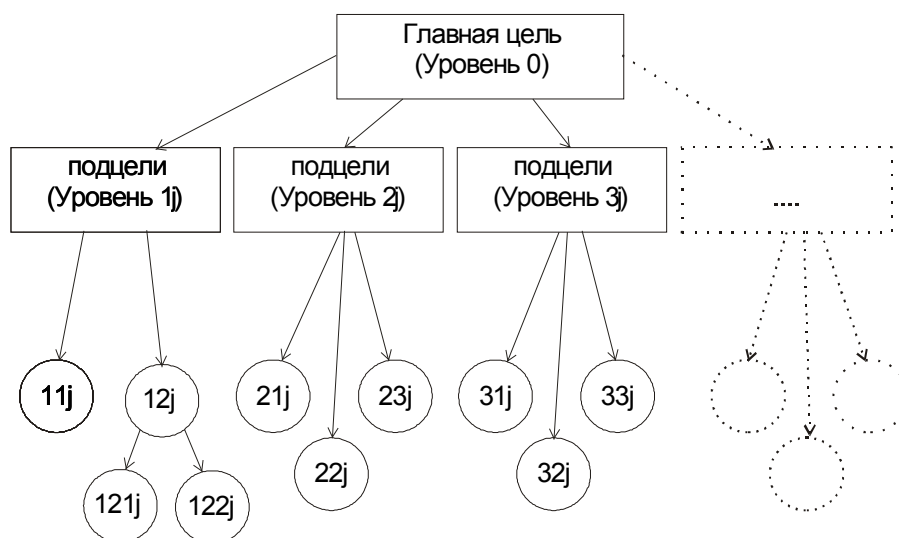 Главная цель
(Уровень 0)
подцели
(Уровень 1j)
подцели
(Уровень 2j)
подцели
(Уровень 3j)
....
11j
12j
21j
23j
31j
33j
22j
32j
121j
122j